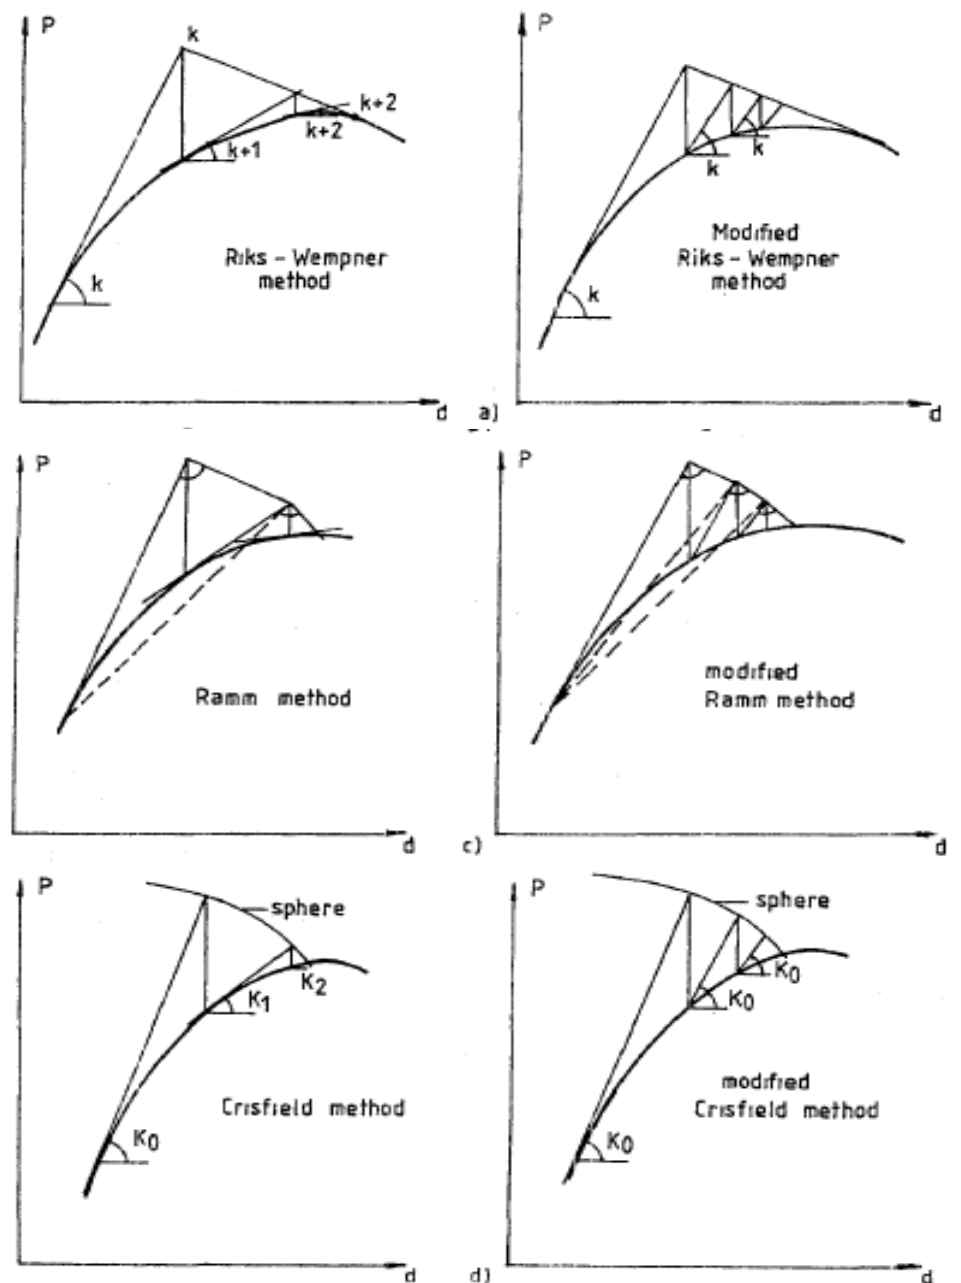 P
k
k+2
k+2
k+1
Riks - Wempner
method
k
d
P
k
k
Modified
Riks - Wempner
method
k
a)
d
P
Ramm method
d
P
modified
Ramm method
c)
d
P
sphere
K2
K1
Crisfield method
K0
d
P
sphere
K0
K0
modified
Crisfield method
K0
d)
d